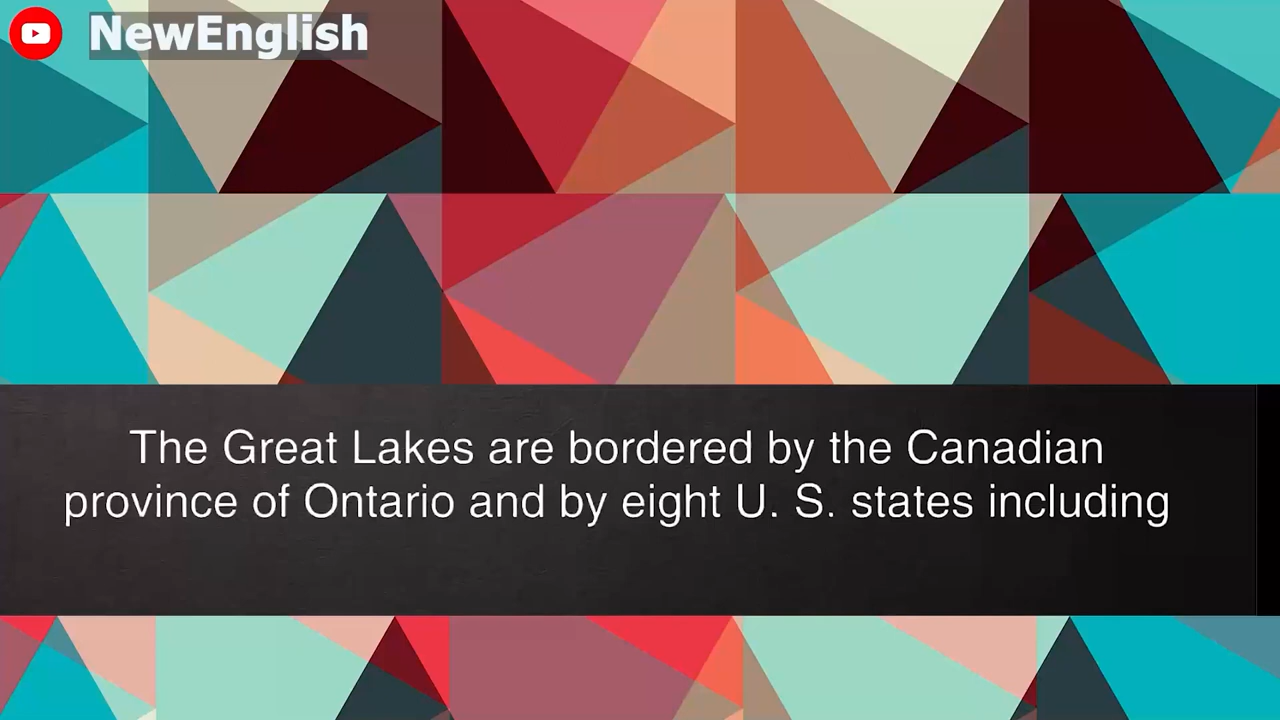 NewEnglish
The Great Lakes are bordered by the Canadian
province of Ontario and by eight U. S. states including